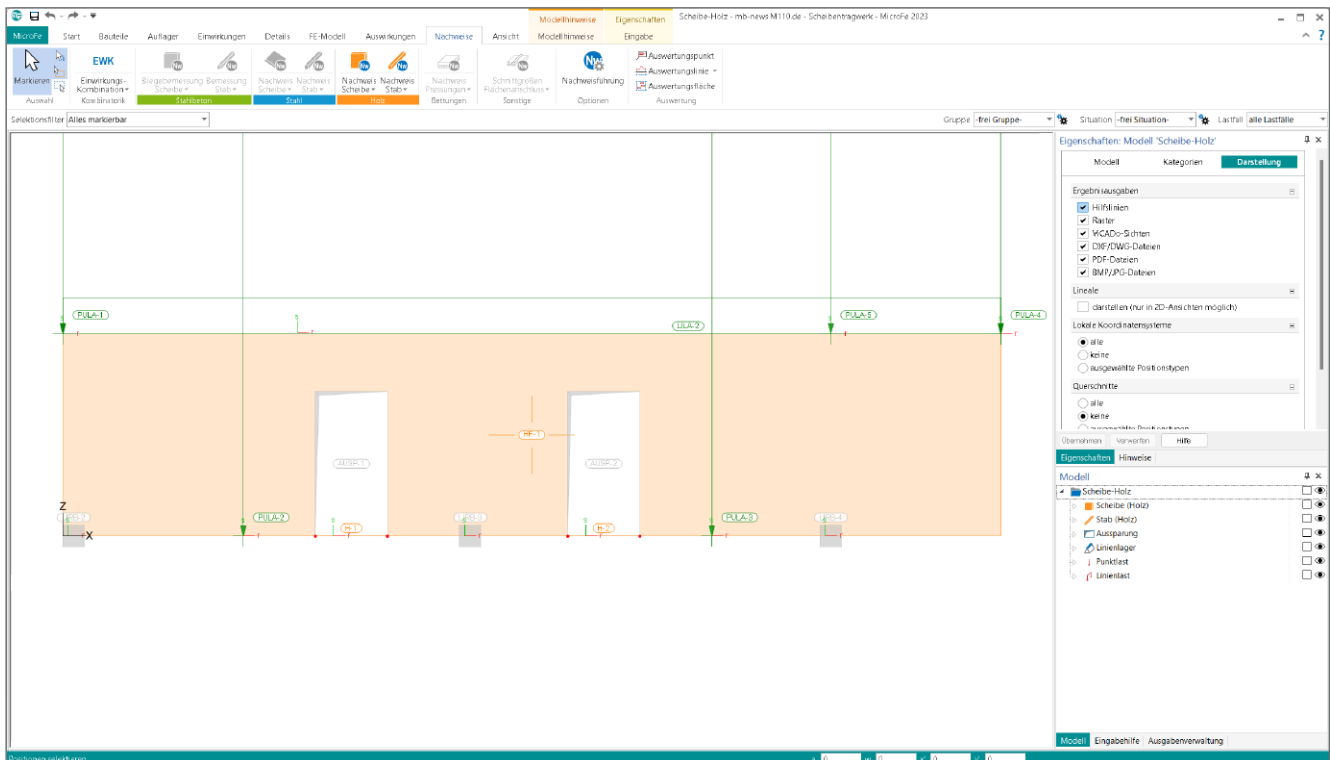 Modellhinweise Eigenschaften Scheibe-Holz - mb-news M110.de - Scheibentragwerk - MicroFe 2023
MicroFe Start Bauteile Auflager Einwirkungen Details FE-Modell Auswirkungen Nachweise Ansicht Modellhinweise Eingabe
Markieren
EWK
Einwirkungs-
Kombination
Biegebemessung Bemessung
Scheibe Stab
Nachweis Nachweis
Scheibe Stab
Nachweis Nachweis
Scheibe Stab
Nachweis
Pressungen
Schnittgrößen
Flächenanschluss
Nachweisführung
Auswertungspunkt
Auswertungslinie
Auswertungsfläche
Auswahl Kombinatorik Stahlbeton Stahl Holz Bettungen Sonstige Optionen Auswertung
Selektionsfilter Alles markierbar Gruppe -frei Gruppe- Situation -frei Situation- Lastfall alle Lastfälle
PULA-1
LILA-2
PULA-4
HF-1
AUSP-1
AUSP-2
Z
X
PULA-2
H-1
H-2
PULA-3
Eigenschaften: Modell 'Scheibe-Holz'
Modell Kategorien Darstellung
Ergebnisausgaben
Hilfslinien
Raster
ViCADo-Sichten
DXF/DWG-Dateien
PDF-Dateien
BMP/JPG-Dateien
Lineale
darstellen (nur in 2D-Ansichten möglich)
Lokale Koordinatensysteme
alle
keine
ausgewählte Positionstypen
Querschnitte
alle
keine
ausgewählte Positionstypen
Übernehmen Verwerfen Hilfe
Eigenschaften Hinweise
Modell
Scheibe-Holz
Scheibe (Holz)
Stab (Holz)
Aussparung
Linienlager
Punktlast
Linienlast
Modell Eingabehilfe Ausgabenverwaltung
Positionen selektieren